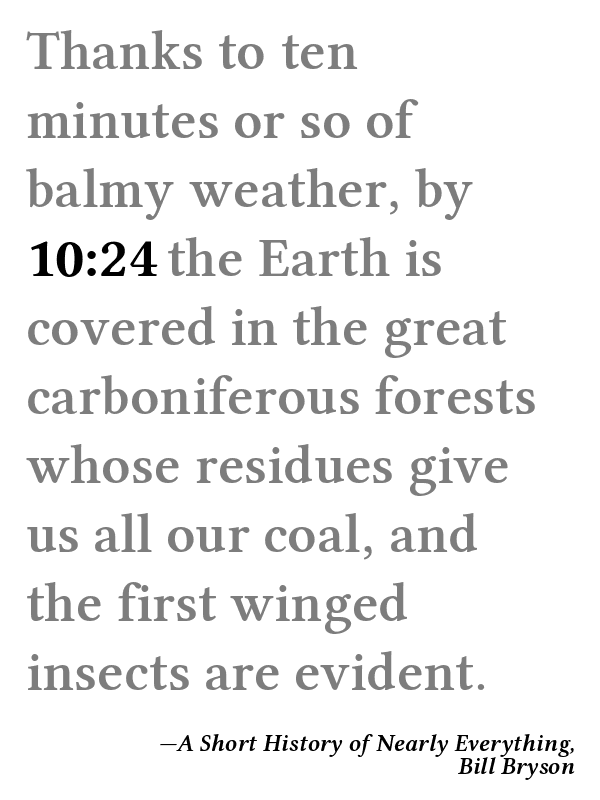 Thanks to ten
minutes or so of
balmy weather, by
10:24 the Earth is
covered in the great
carboniferous forests
whose residues give
us all our coal, and
the first winged
insects are evident.
—A Short History of Nearly Everything,
Bill Bryson